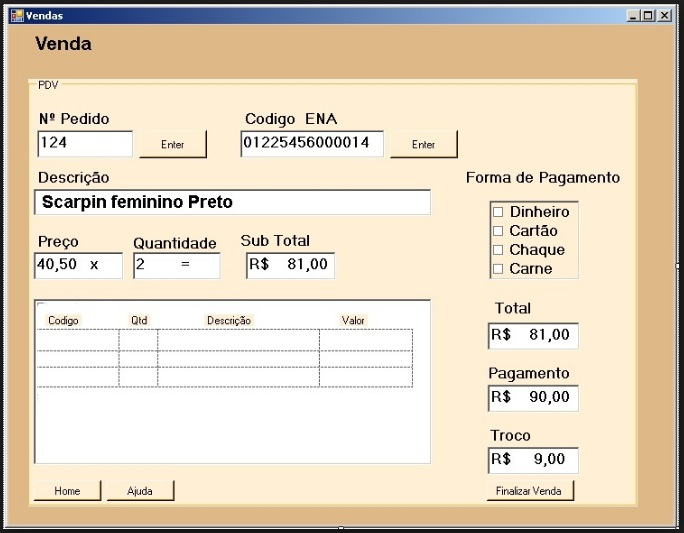 Vendas
Venda
PDV
Nº Pedido
Codigo ENA
124
Enter
01225456000014
Enter
Descrição
Forma de Pagamento
Scarpin feminino Preto
Dinheiro
Cartão
Chaque
Carne
Preço
Quantidade
Sub Total
40,50 x
2 =
R$ 81,00
Codigo
Qtd
Descrição
Valor
Total
R$ 81,00
Pagamento
R$ 90,00
Troco
R$ 9,00
Home
Ajuda
Finalizar Venda